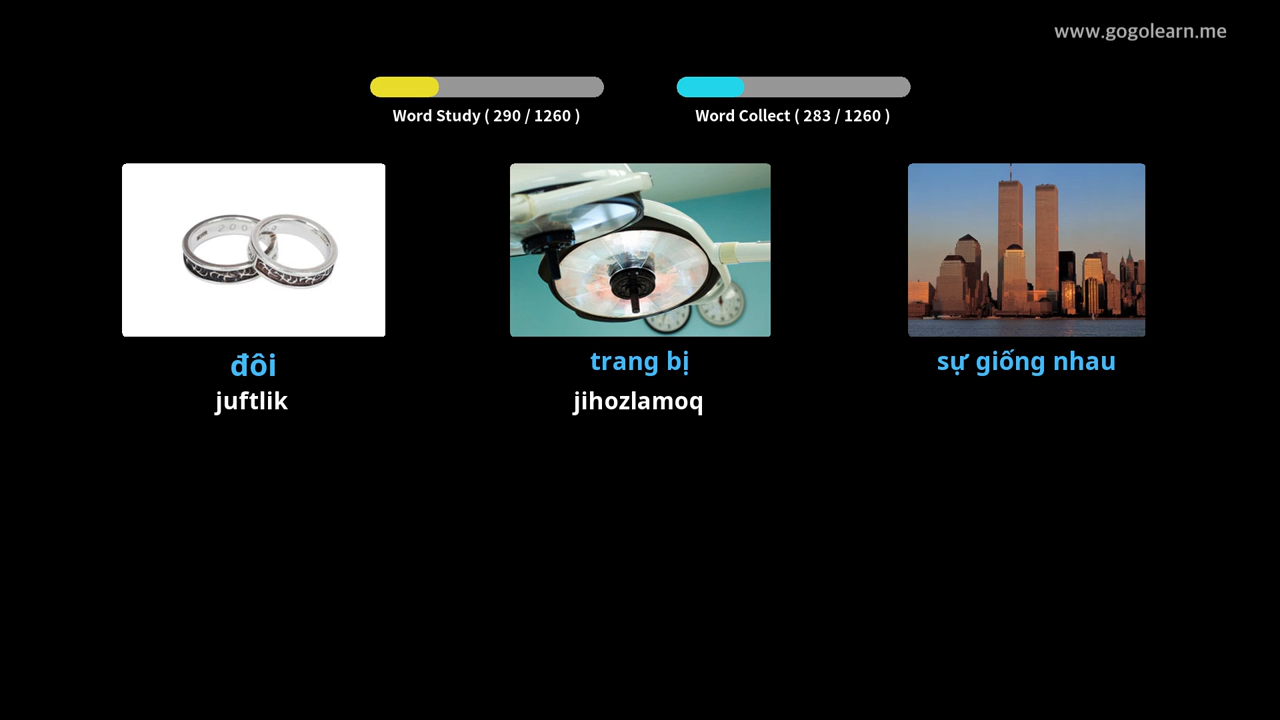 www.gogolearn.me
Word Study ( 290 / 1260 )
Word Collect ( 283 / 1260 )
đôi
juftlik
trang bị
jihozlamoq
sự giống nhau